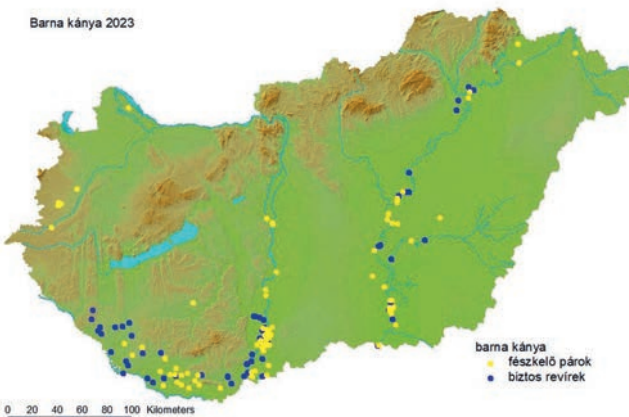 Barna kánya 2023
barna kánya
fészkelő párok
biztos revírek
0 20 40 60 80 100 Kilometers